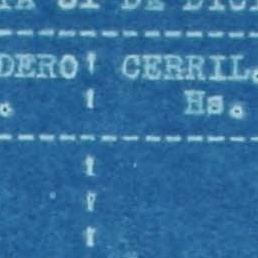 DERO CERRIL.
. Hs.